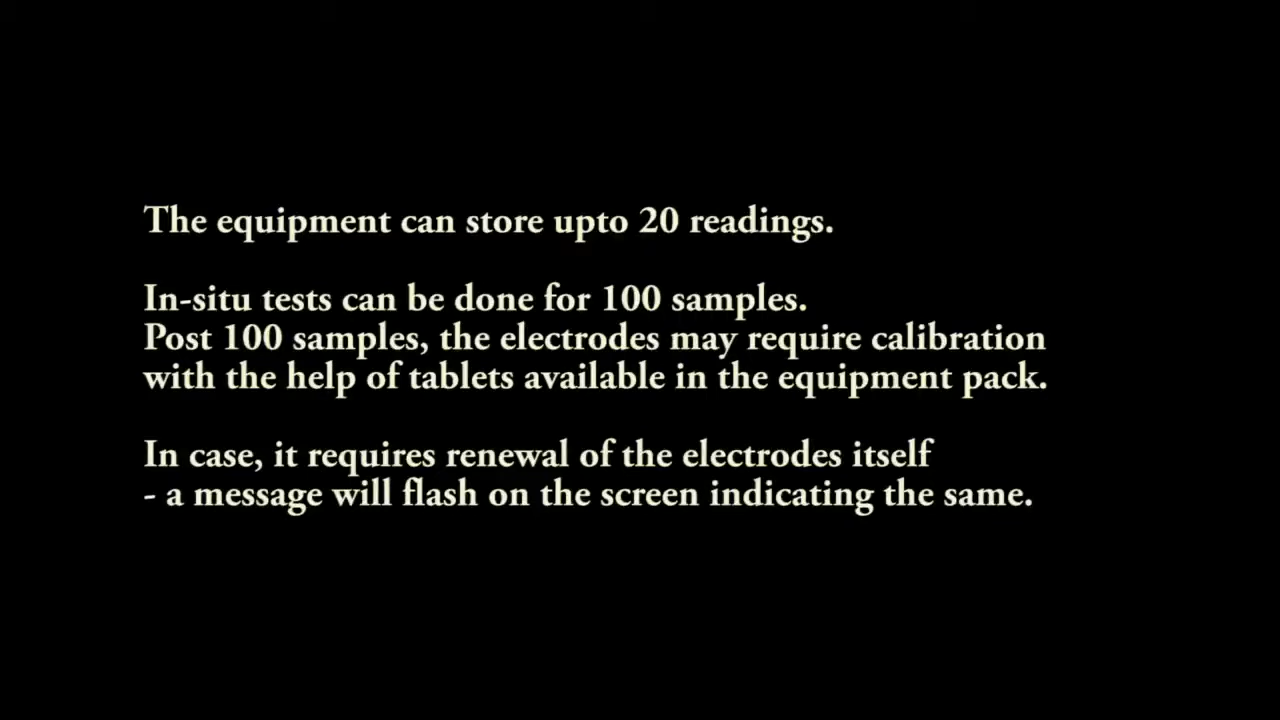 The equipment can store upto 20 readings.
In-situ tests can be done for 100 samples.
Post 100 samples, the electrodes may require calibration
with the help of tablets available in the equipment pack.
In case, it requires renewal of the electrodes itself
- a message will flash on the screen indicating the same.